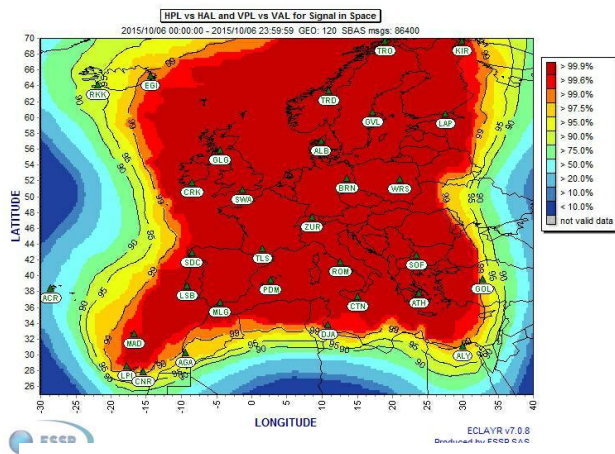 HPL vs HAL and VPL vs VAL for Signal in Space
2015/10/06 00:00:00 - 2015/10/06 23:59:59 GEO: 120 SBAS msgs: 86400
LATITUDE
70
68
66
64
62
60
58
56
54
52
50
48
46
44
42
40
38
36
34
32
30
28
26
TRO
KIR
EGI
RKK
TRD
GVL
LAP
GLG
ALB
CRK
SWA
BRN
WRS
ZUR
SDC
TLS
ROM
SOF
ACR
LSB
PDM
GOL
MLG
CTN
ATH
MAD
DJA
AGA
ALY
LPI
CNR
90
95
99
-30
-25
-20
-15
-10
-5
0
5
10
15
20
25
30
35
40
LONGITUDE
> 99.9%
> 99.6%
> 99.0%
> 97.5%
> 95.0%
> 90.0%
> 75.0%
> 50.0%
> 20.0%
> 10.0%
< 10.0%
not valid data
ESSP
ECLAYR v7.0.8
Produced by ESSP SAS